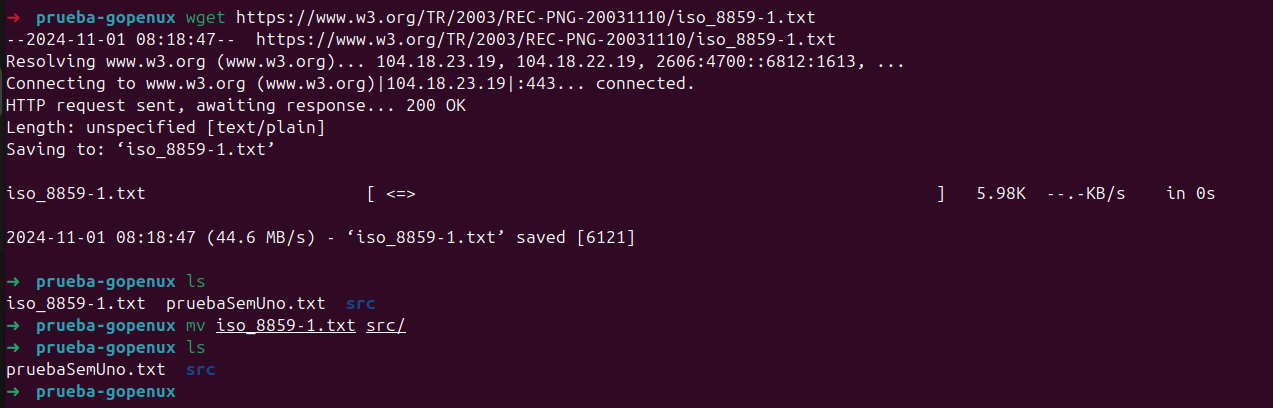 ➜ prueba-gopenux wget https://www.w3.org/TR/2003/REC-PNG-20031110/iso_8859-1.txt
--2024-11-01 08:18:47--  https://www.w3.org/TR/2003/REC-PNG-20031110/iso_8859-1.txt
Resolving www.w3.org (www.w3.org)... 104.18.23.19, 104.18.22.19, 2606:4700::6812:1613, ...
Connecting to www.w3.org (www.w3.org)|104.18.23.19|:443... connected.
HTTP request sent, awaiting response... 200 OK
Length: unspecified [text/plain]
Saving to: ‘iso_8859-1.txt’
iso_8859-1.txt [ <=> ] 5.98K --.-KB/s in 0s
2024-11-01 08:18:47 (44.6 MB/s) - ‘iso_8859-1.txt’ saved [6121]
➜ prueba-gopenux ls
iso_8859-1.txt pruebaSemUno.txt src
➜ prueba-gopenux mv iso_8859-1.txt src/
➜ prueba-gopenux ls
pruebaSemUno.txt src
➜ prueba-gopenux